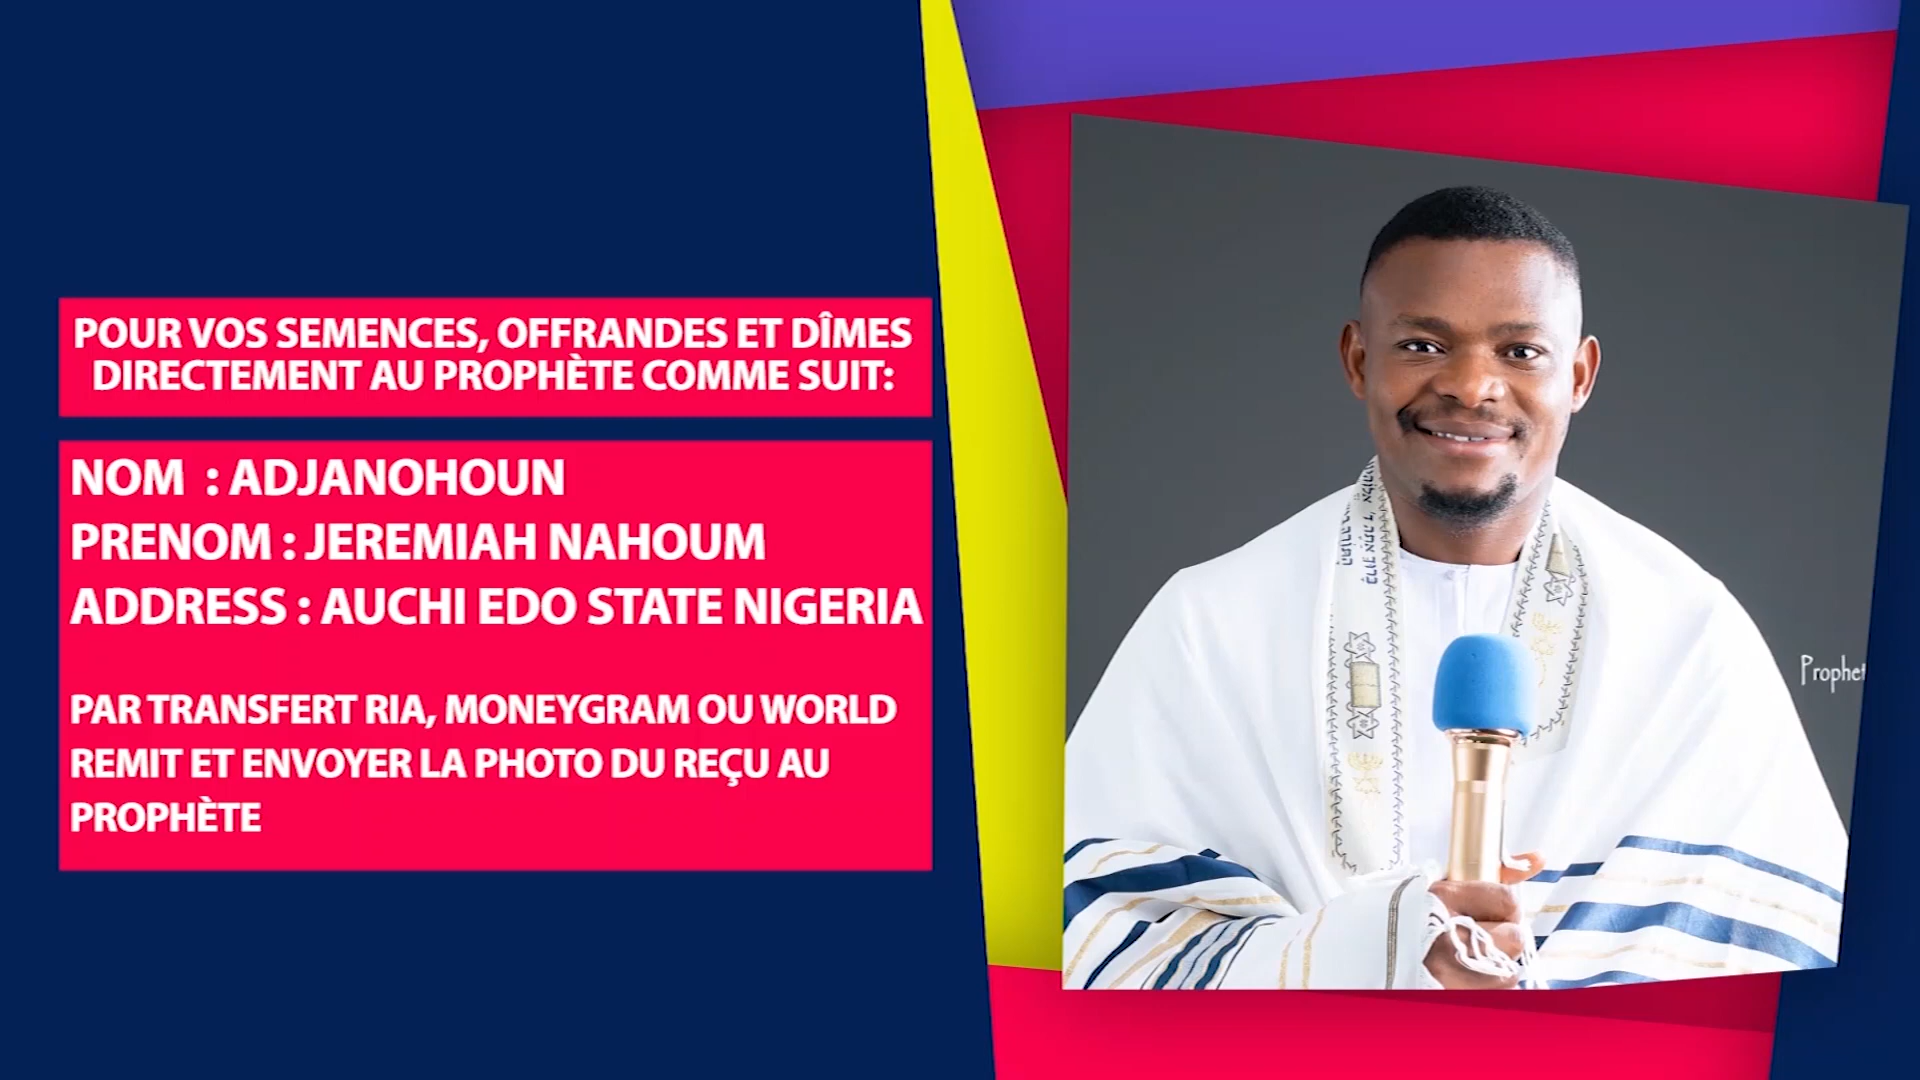 POUR VOS SEMENCES, OFFRANDES ET DÎMES
DIRECTEMENT AU PROPHÈTE COMME SUIT:
NOM : ADJANOHOUN
PRENOM : JEREMIAH NAHOUM
ADDRESS : AUCHI EDO STATE NIGERIA
PAR TRANSFERT RIA, MONEYGRAM OU WORLD
REMIT ET ENVOYER LA PHOTO DU REÇU AU
PROPHÈTE
Prophet